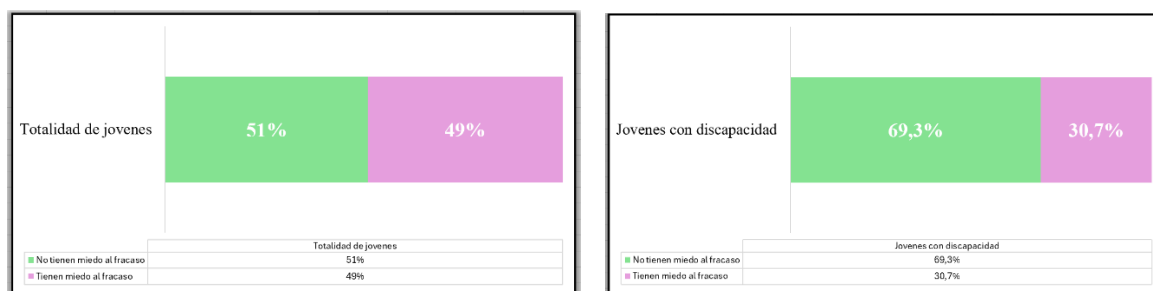 Totalidad de jovenes
51%
49%
Totalidad de jovenes
No tienen miedo al fracaso
51%
Tienen miedo al fracaso
49%
Jovenes con discapacidad
69,3%
30,7%
Jovenes con discapacidad
No tienen miedo al fracaso
69,3%
Tienen miedo al fracaso
30,7%